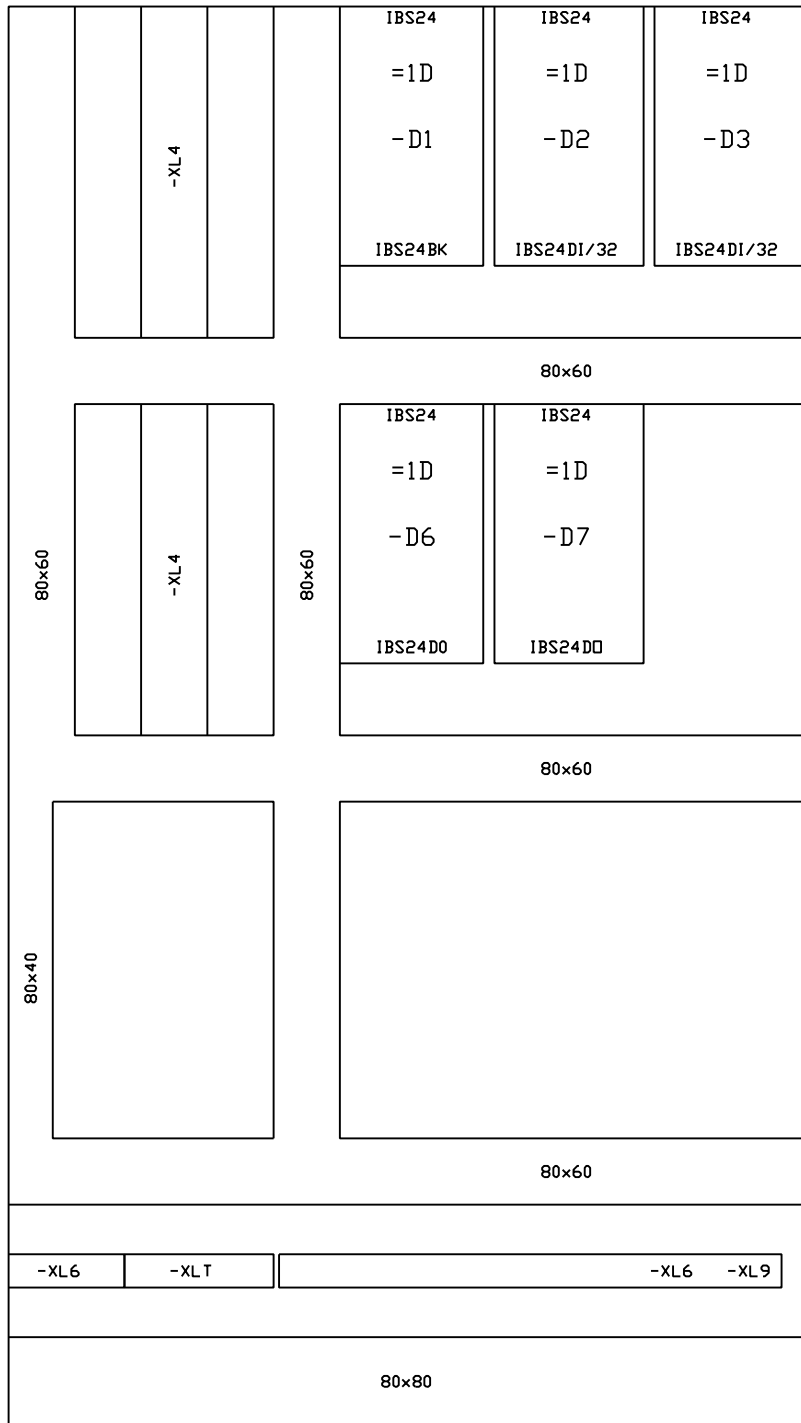 IBS24 IBS24 IBS24
=1D =1D =1D
-D1 -D2 -D3
-XL4
IBS24BK IBS24DI/32 IBS24DI/32
80x60
IBS24 IBS24
=1D =1D
-D6 -D7
80x60 -XL4 80x60
IBS24DO IBS24DO
80x60
80x40
80x60
-XL6 -XLT -XL6 -XL9
80x80